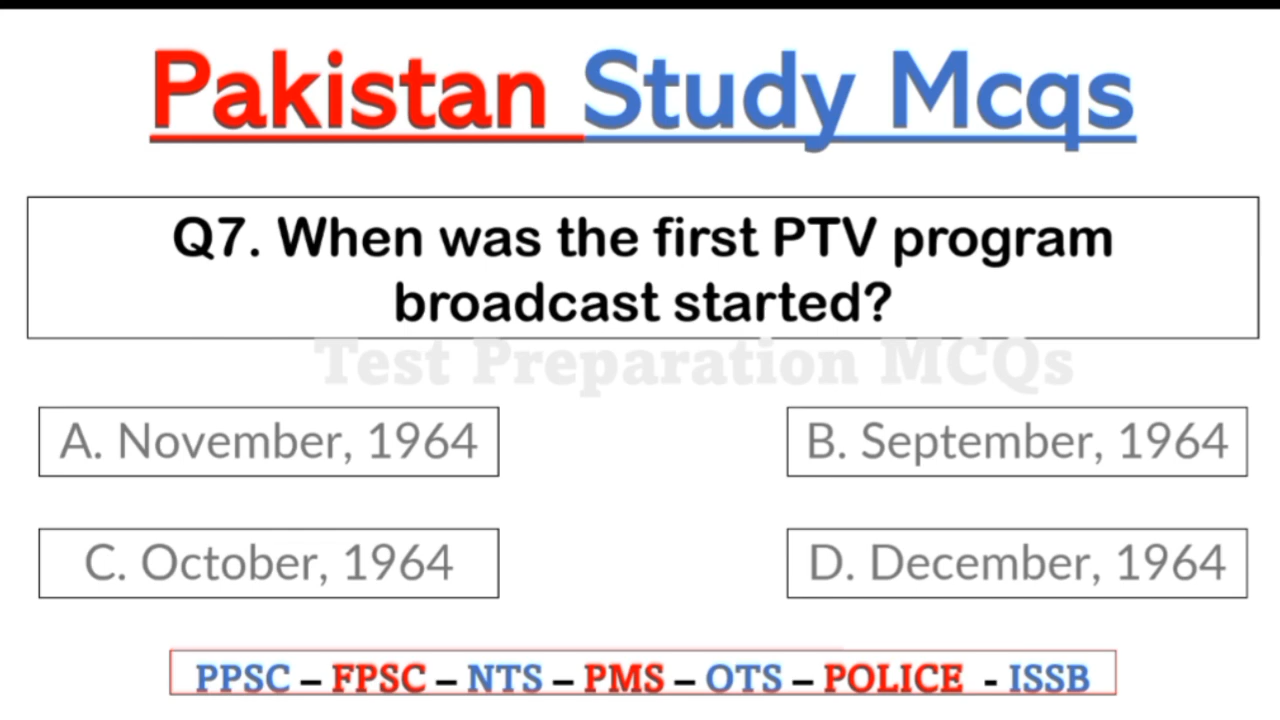 Pakistan Study Mcqs
Q7. When was the first PTV program
broadcast started?
Test Preparation MCQs
A. November, 1964
B. September, 1964
C. October, 1964
D. December, 1964
PPSC – FPSC – NTS – PMS – OTS – POLICE - ISSB